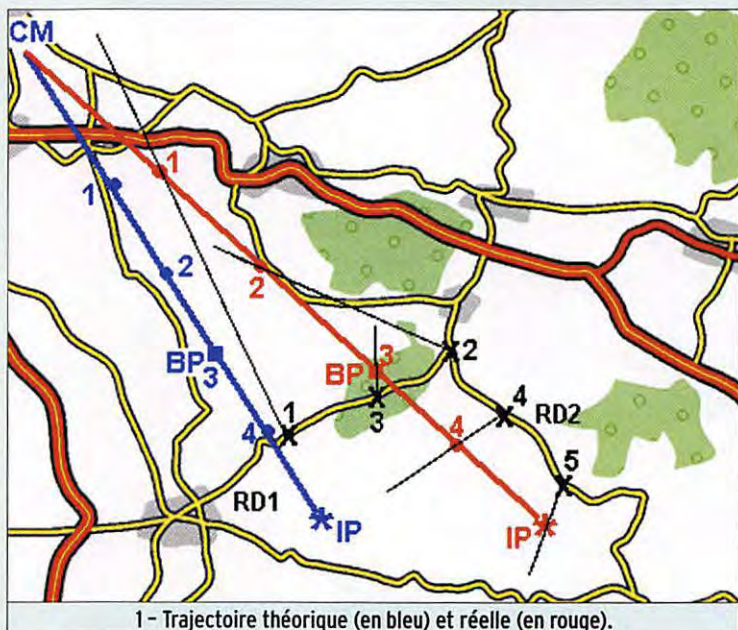 CM
1
1
2
2
2
BP
3
BP
3
4
RD2
4
1
3
4
5
RD1
IP
IP
1 - Trajectoire théorique (en bleu) et réelle (en rouge).